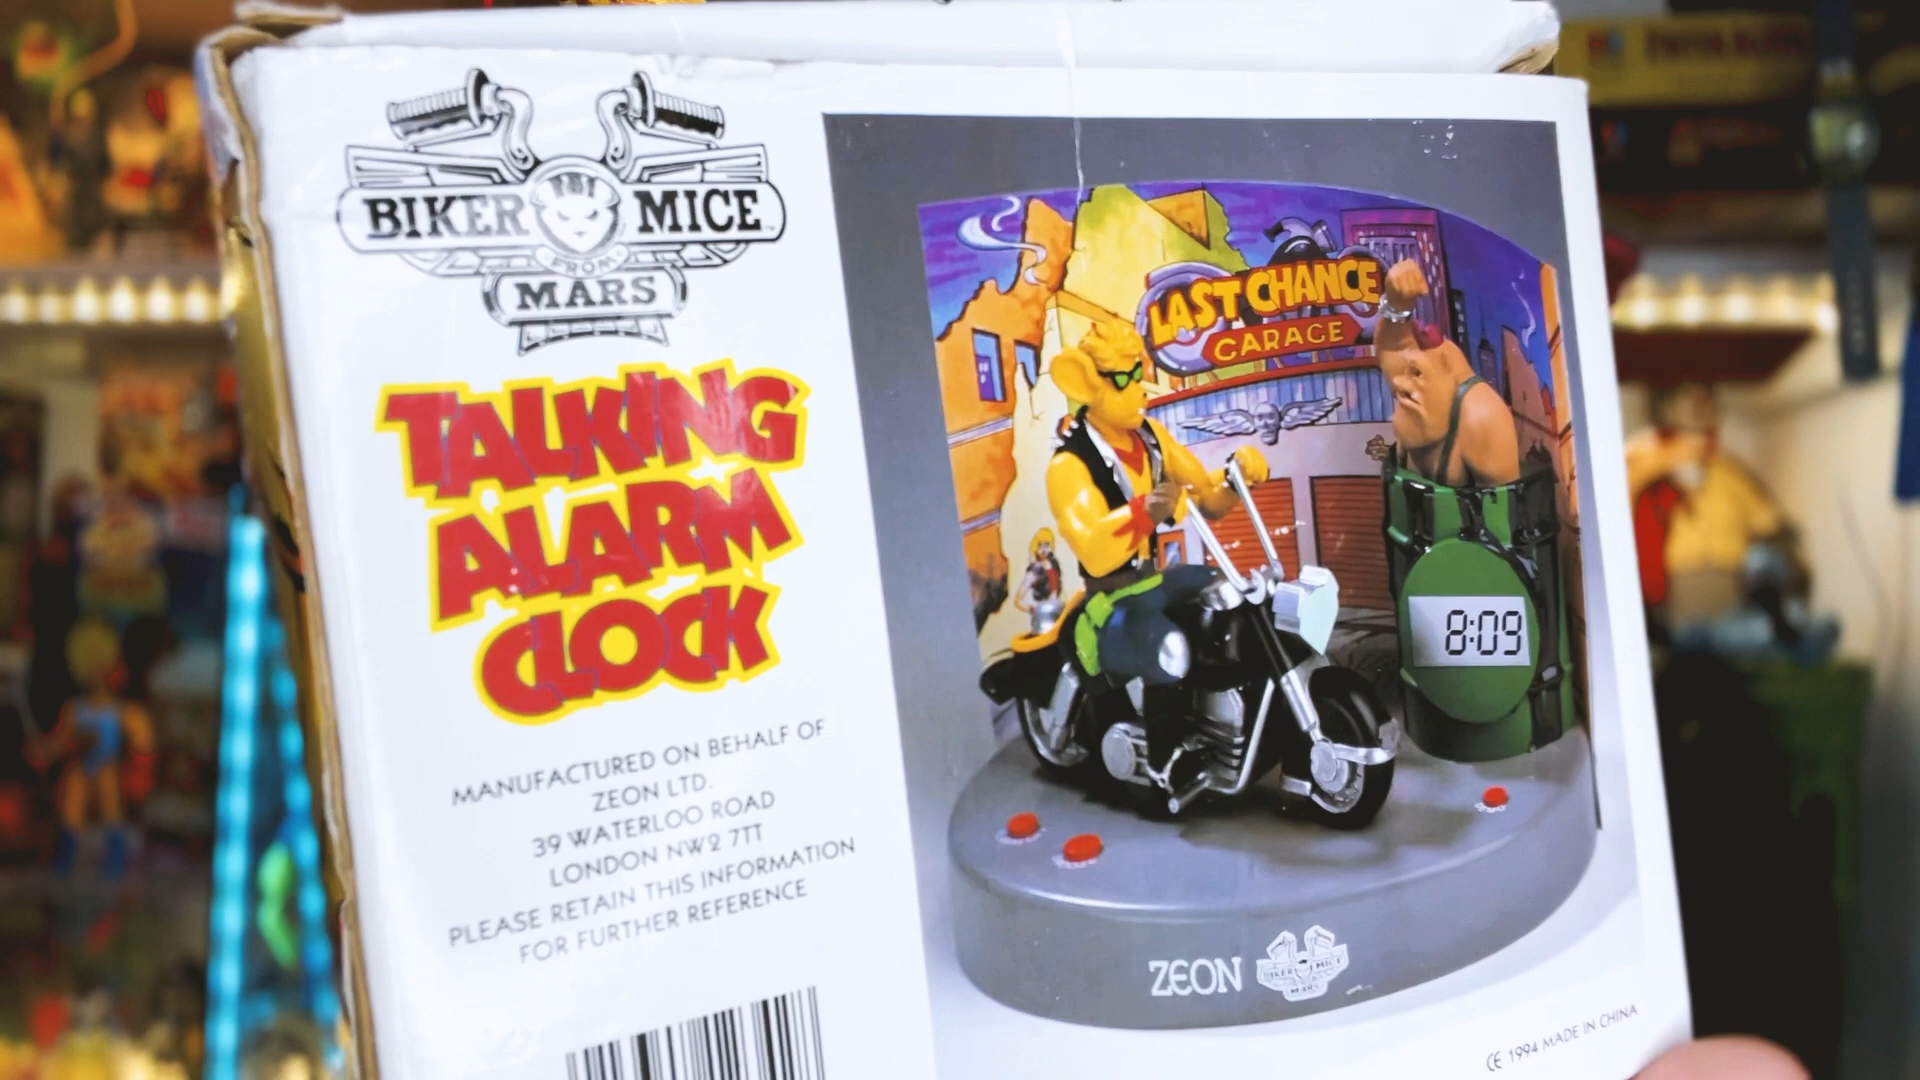 BIKER MICE
FROM
MARS
TALKING
ALARM
CLOCK
MANUFACTURED ON BEHALF OF
ZEON LTD.
39 WATERLOO ROAD
LONDON NW2 7TT
PLEASE RETAIN THIS INFORMATION
FOR FURTHER REFERENCE
LAST CHANCE
GARAGE
8:09
ZEON
BIKER MICE
MARS
CE 1994 MADE IN CHINA